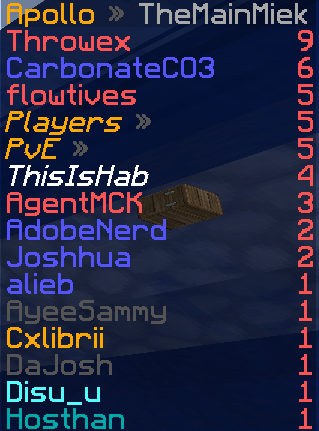 Apollo » TheMainMiek
Throwex 9
CarbonateCO3 6
flowtives 5
Players » 5
PvE » 5
ThisIsHab 4
AgentMCK 3
AdobeNerd 2
Joshhua 2
alieb 1
AyeeSammy 1
Cxlibrii 1
DaJosh 1
Disu_u 1
Hosthan 1